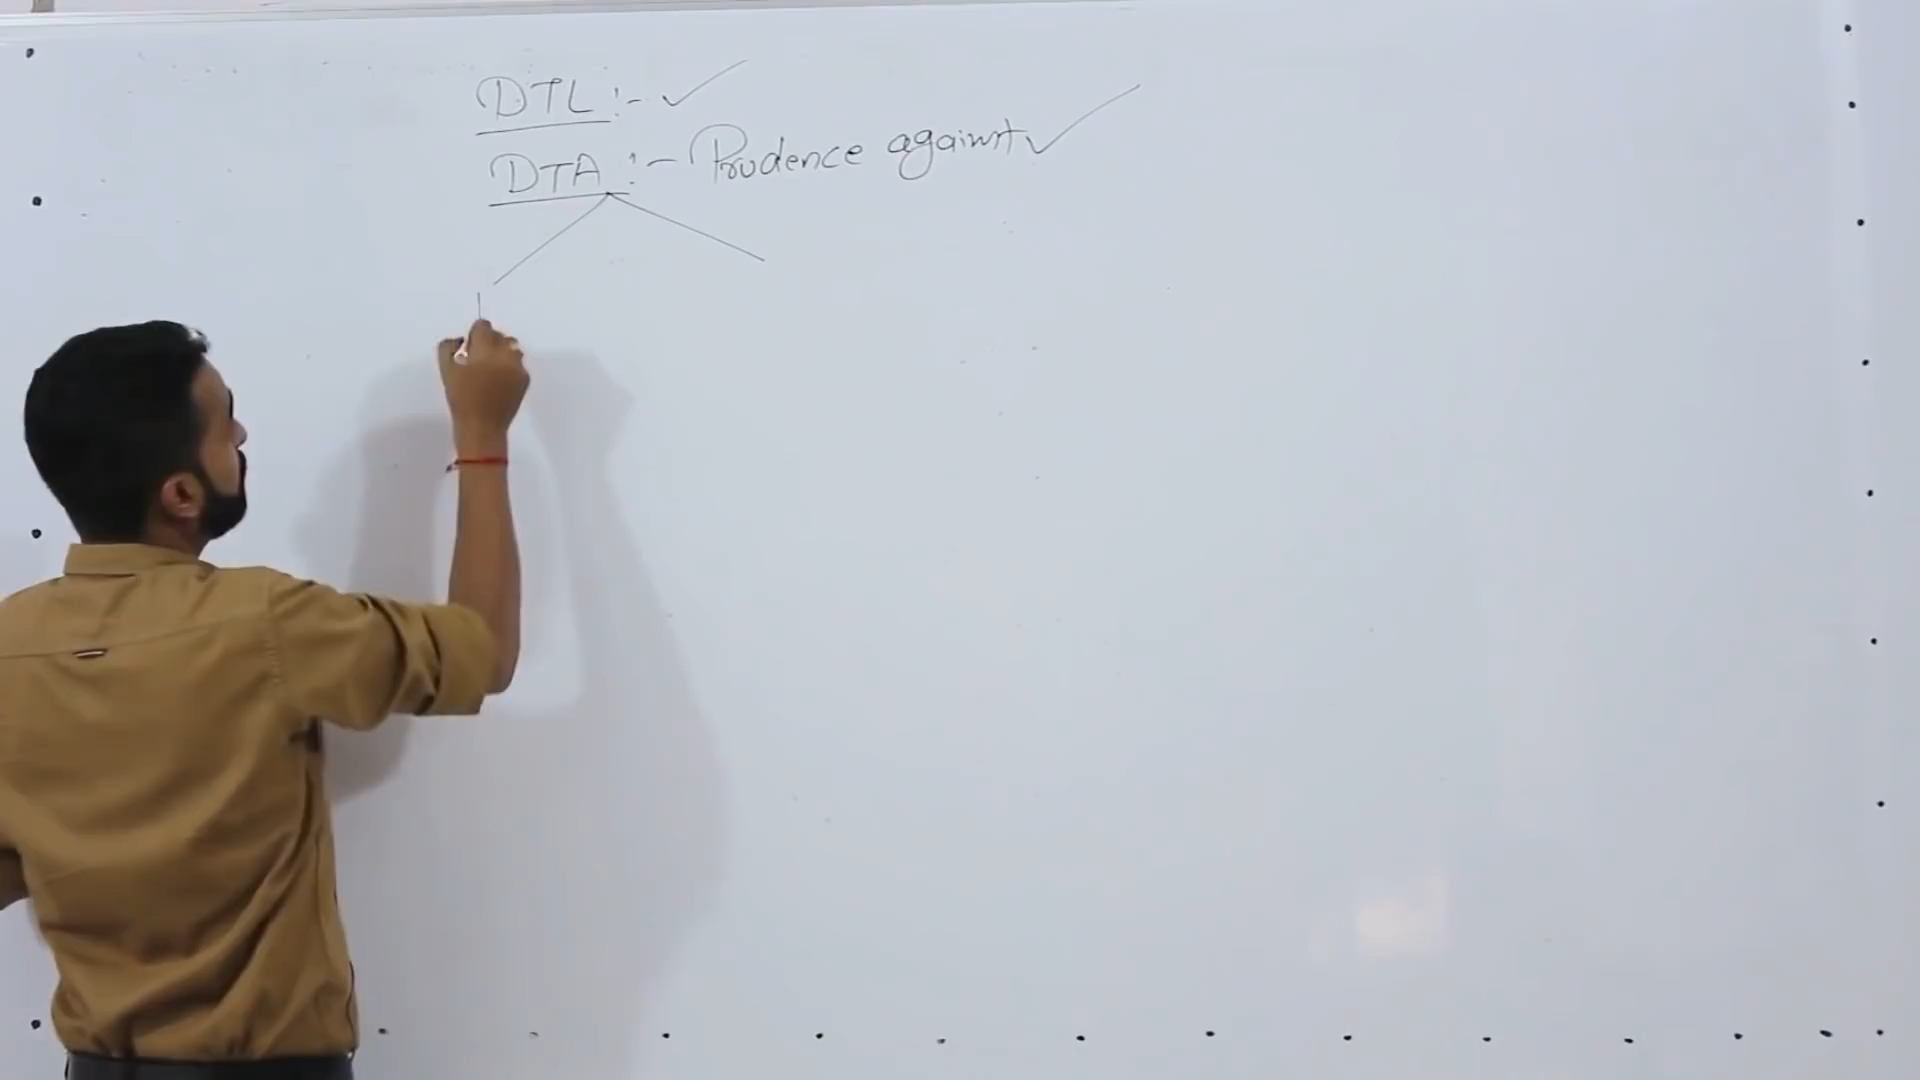 DTL :- ✓
DTA :- Prudence against ✓